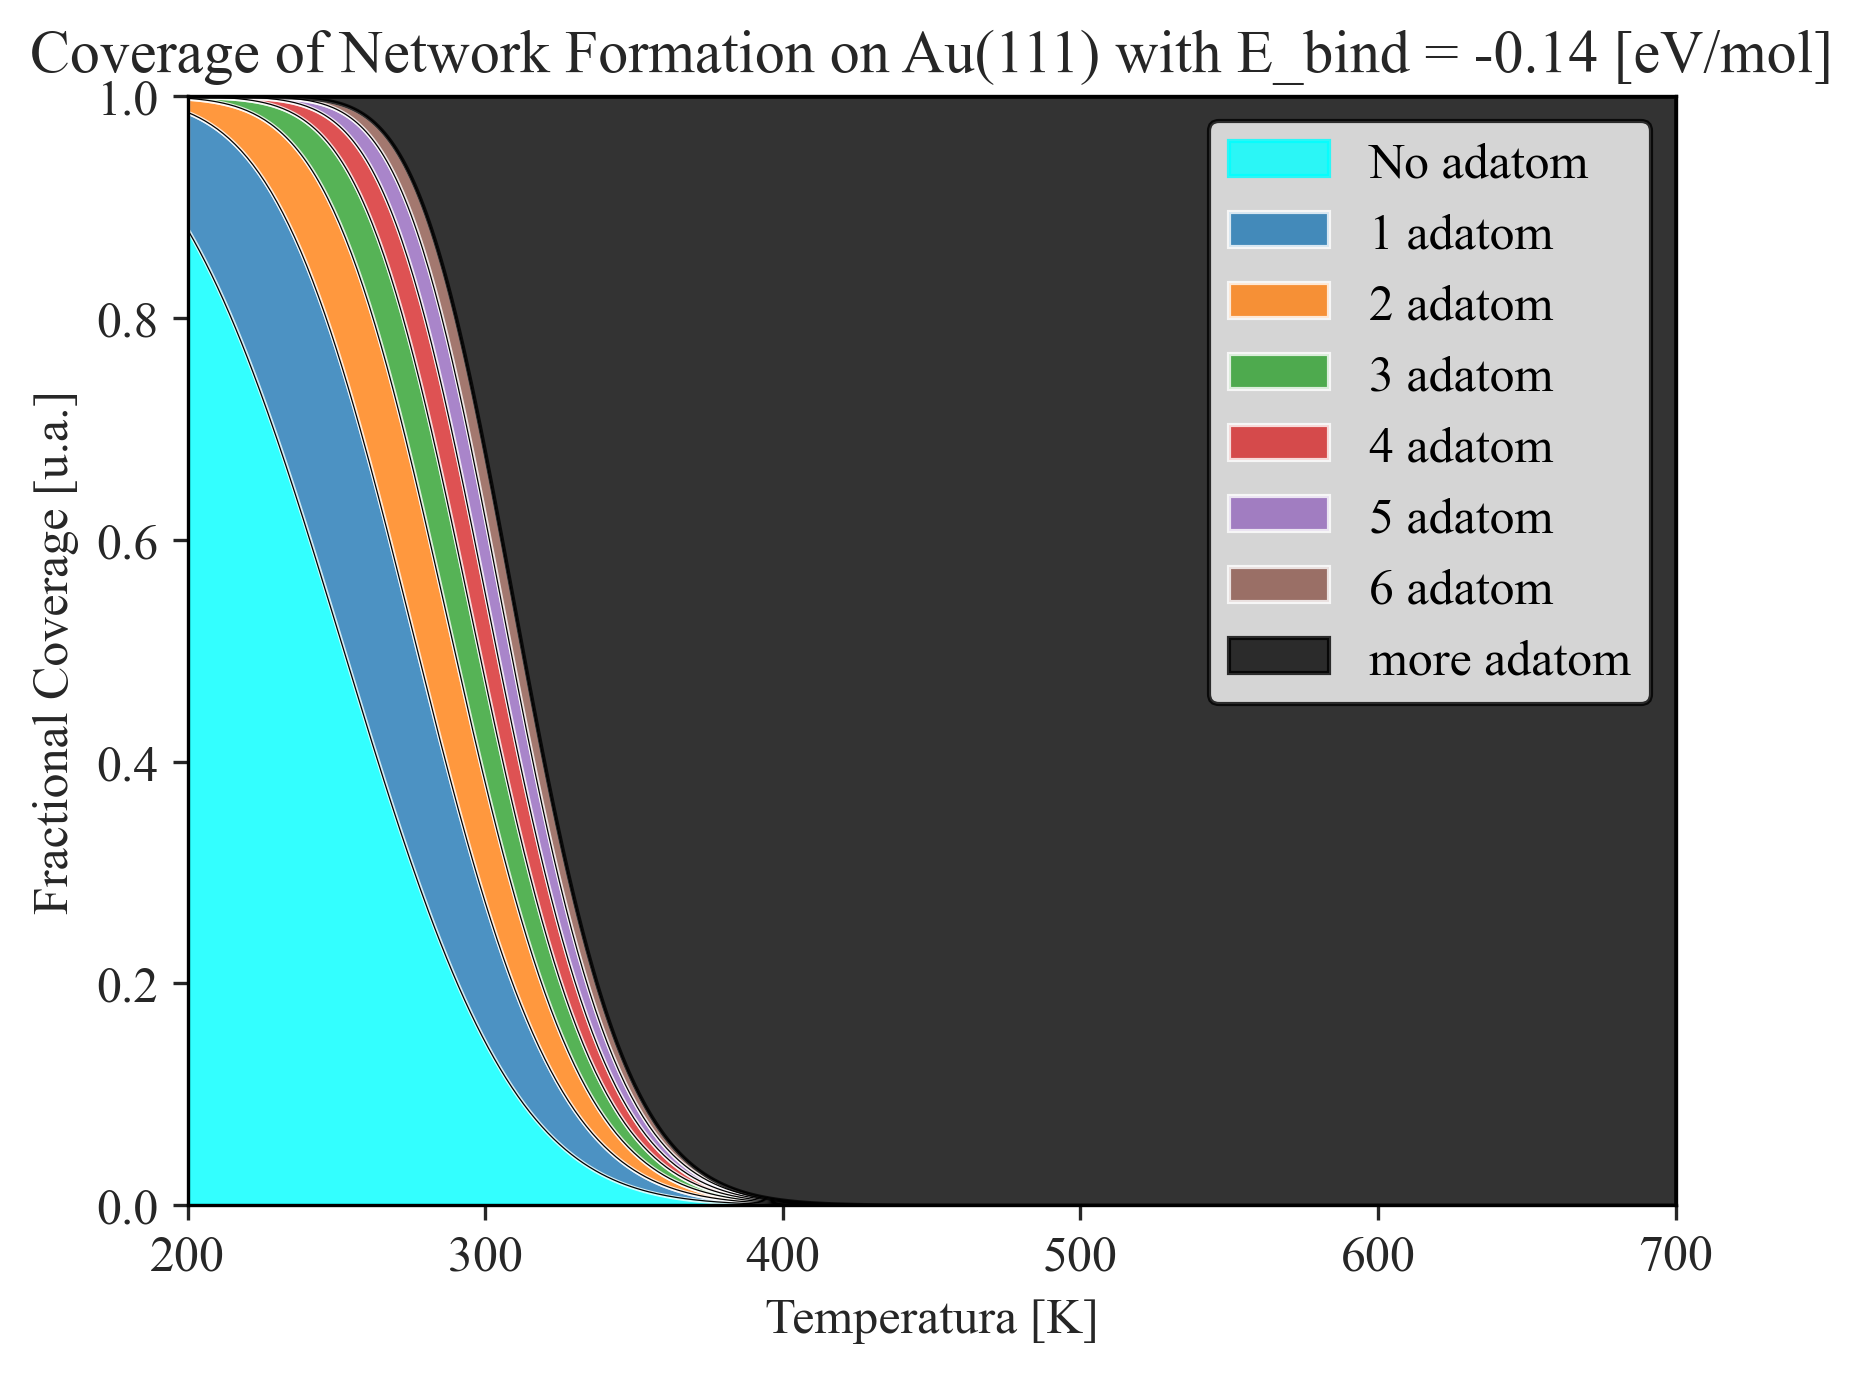 Coverage of Network Formation on Au(111) with E_bind = -0.14 [eV/mol]
Fractional Coverage [u.a.]
1.0
0.8
0.6
0.4
0.2
0.0
No adatom
1 adatom
2 adatom
3 adatom
4 adatom
5 adatom
6 adatom
more adatom
200 300 400 500 600 700
Temperatura [K]